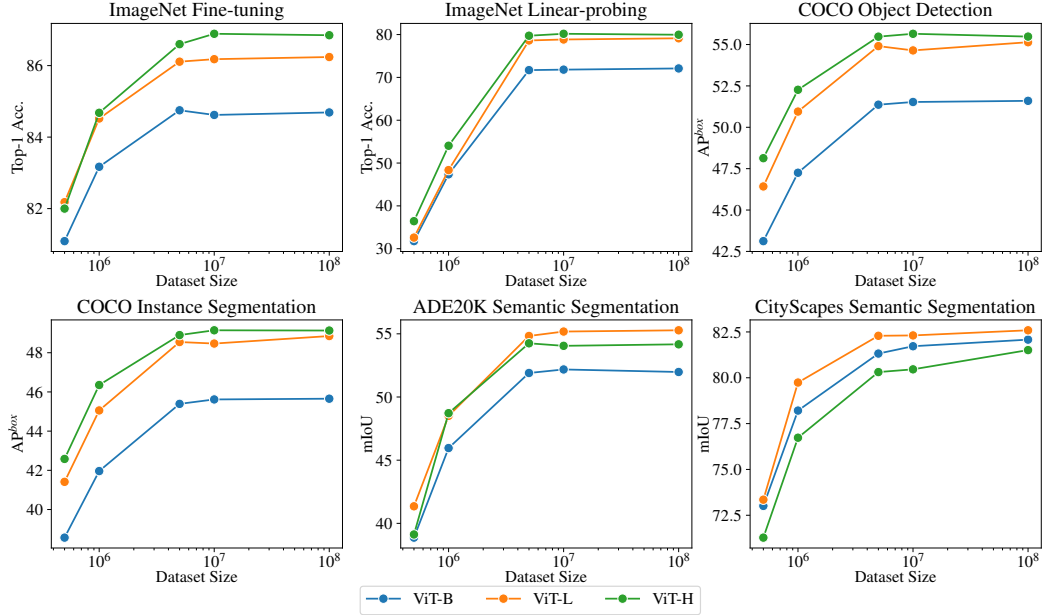 ImageNet Fine-tuning
Top-1 Acc.
86
84
82
10^6
10^7
10^8
Dataset Size
ImageNet Linear-probing
Top-1 Acc.
80
70
60
50
40
30
10^6
10^7
10^8
Dataset Size
COCO Object Detection
AP^box
55.0
52.5
50.0
47.5
45.0
42.5
10^6
10^7
10^8
Dataset Size
COCO Instance Segmentation
AP^box
48
46
44
42
40
10^6
10^7
10^8
Dataset Size
ADE20K Semantic Segmentation
mIoU
55
50
45
40
10^6
10^7
10^8
Dataset Size
CityScapes Semantic Segmentation
mIoU
82.5
80.0
77.5
75.0
72.5
10^6
10^7
10^8
Dataset Size
ViT-B ViT-L ViT-H